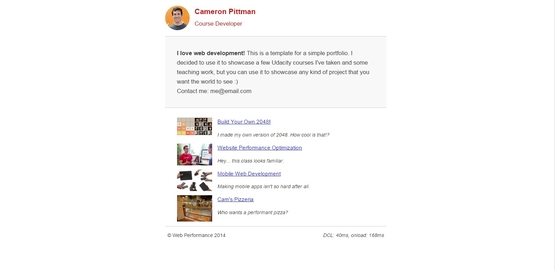 Cameron Pittman
Course Developer
I love web development! This is a template for a simple portfolio. I
decided to use it to showcase a few Udacity courses I've taken and some
teaching work, but you can use it to showcase any kind of project that you
want the world to see :)
Contact me: me@email.com
Build Your Own 2048!
I made my own version of 2048. How cool is that!?
Website Performance Optimization
Hey... this class looks familiar.
Mobile Web Development
Making mobile apps isn't so hard after all.
Cam's Pizzeria
Who wants a performant pizza?
© Web Performance 2014
DCL: 40ms, onload: 168ms